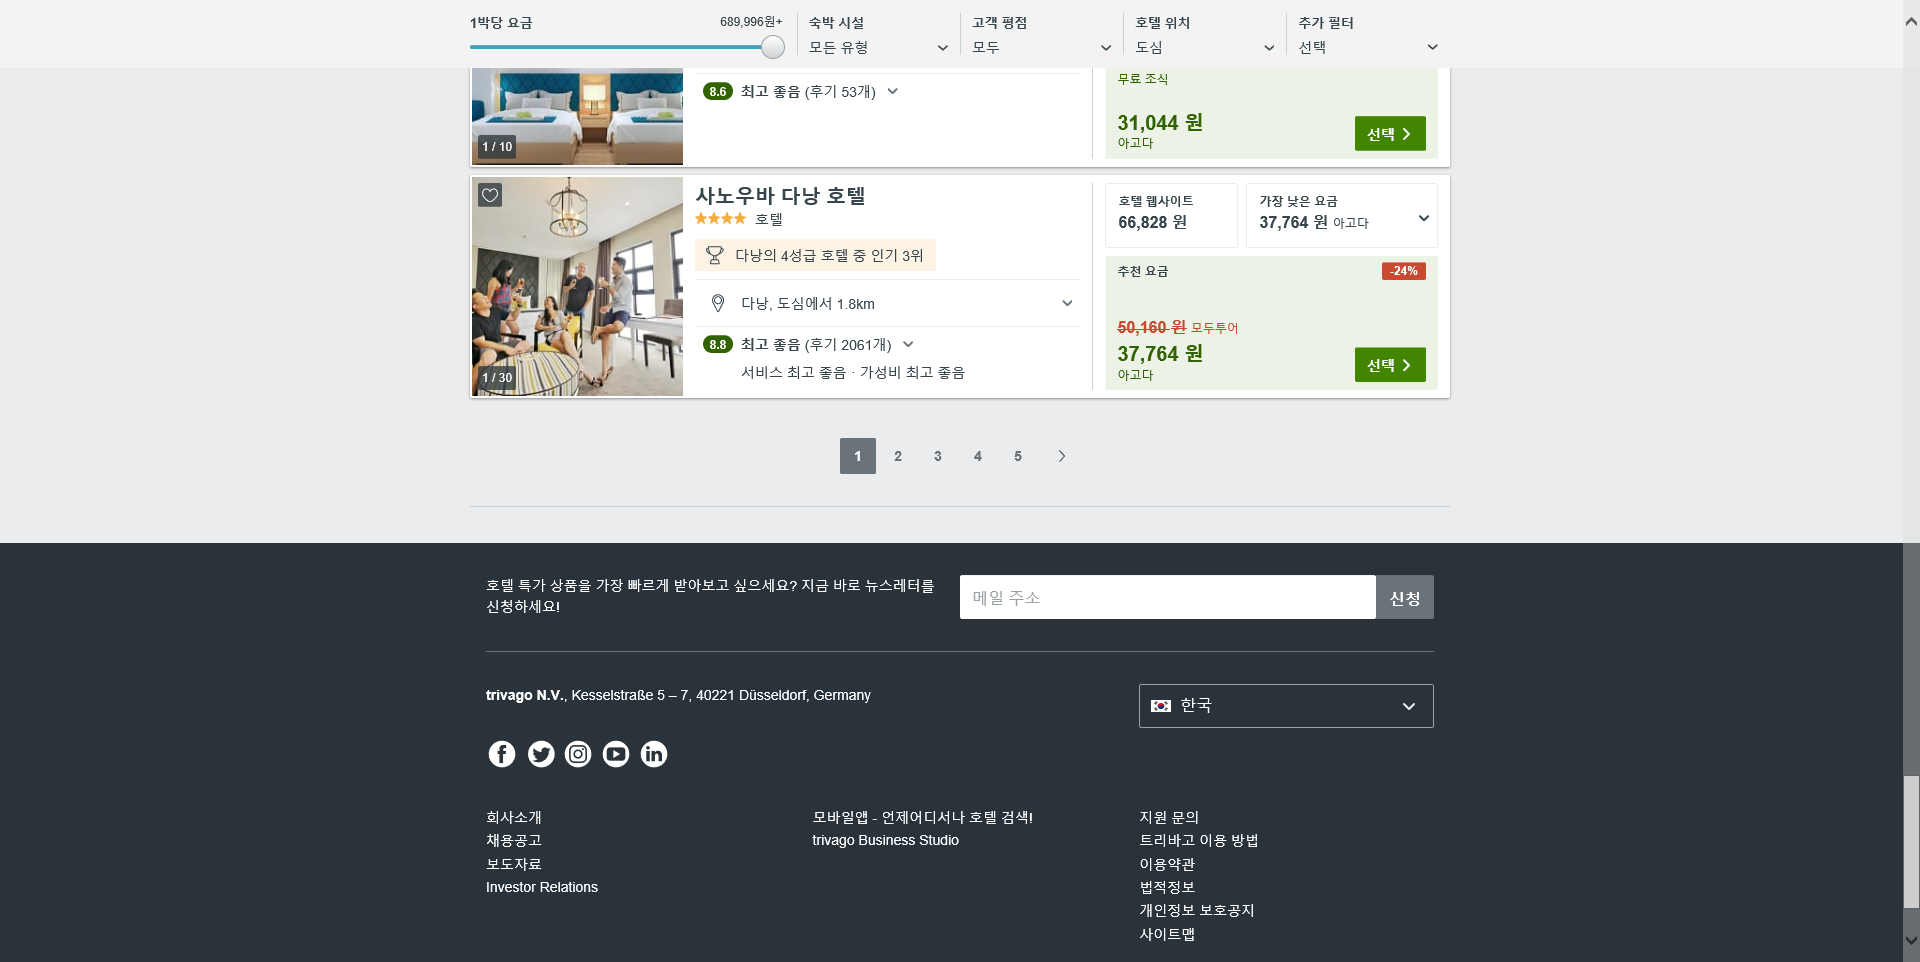 1박당 요금
689,996원+
숙박 시설
모든 유형
고객 평점
모두
호텔 위치
도심
추가 필터
선택
8.6 최고 좋음 (후기 53개)
1 / 10
무료 조식
31,044 원
아고다
선택
사노우바 다낭 호텔
호텔
다낭의 4성급 호텔 중 인기 3위
다낭, 도심에서 1.8km
8.8 최고 좋음 (후기 2061개)
서비스 최고 좋음 · 가성비 최고 좋음
1 / 30
호텔 웹사이트
66,828 원
가장 낮은 요금
37,764 원 아고다
추천 요금
-24%
50,160 원 모두투어
37,764 원
아고다
선택
1 2 3 4 5
호텔 특가 상품을 가장 빠르게 받아보고 싶으세요? 지금 바로 뉴스레터를
신청하세요!
메일 주소
신청
trivago N.V., Kesselstraße 5 – 7, 40221 Düsseldorf, Germany
한국
회사소개
채용공고
보도자료
Investor Relations
모바일앱 - 언제어디서나 호텔 검색!
trivago Business Studio
지원 문의
트리바고 이용 방법
이용약관
법적정보
개인정보 보호공지
사이트맵